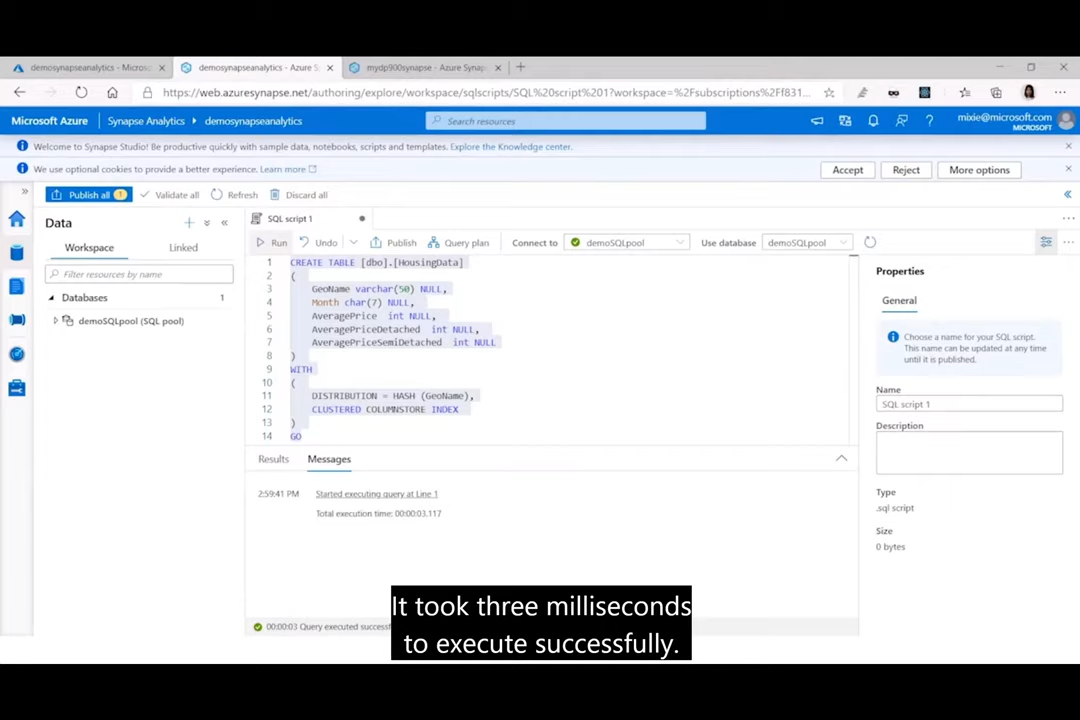 demosynapseanalytics - Micros
demosynapseanalytics - Azure S
mydp900synapse - Azure Synap
https://web.azuresynapse.net/authoring/explore/workspace/sqlscripts/SQL%20script%201?workspace=%2Fsubscriptions%2Ff831...
Microsoft Azure
Synapse Analytics
demosynapseanalytics
Search resources
mixie@microsoft.com
MICROSOFT
Welcome to Synapse Studio! Be productive quickly with sample data, notebooks, scripts and templates. Explore the Knowledge center.
We use optional cookies to provide a better experience. Learn more
Accept
Reject
More options
Publish all 1
Validate all
Refresh
Discard all
Data
Workspace
Linked
Filter resources by name
Databases 1
demoSQLpool (SQL pool)
SQL script 1
Run
Undo
Publish
Query plan
Connect to
demoSQLpool
Use database
demoSQLpool
1 CREATE TABLE [dbo].[HousingData]
2 (
3 GeoName varchar(50) NULL,
4 Month char(7) NULL,
5 AveragePrice int NULL,
6 AveragePriceDetached int NULL,
7 AveragePriceSemiDetached int NULL
8 )
9 WITH
10 (
11 DISTRIBUTION = HASH (GeoName),
12 CLUSTERED COLUMNSTORE INDEX
13 )
14 GO
Results
Messages
2:59:41 PM Started executing query at Line 1
Total execution time: 00:00:03.117
00:00:03 Query executed successf
Properties
General
Choose a name for your SQL script.
This name can be updated at any time
until it is published.
Name
SQL script 1
Description
Type
.sql script
Size
0 bytes
It took three milliseconds
to execute successfully.